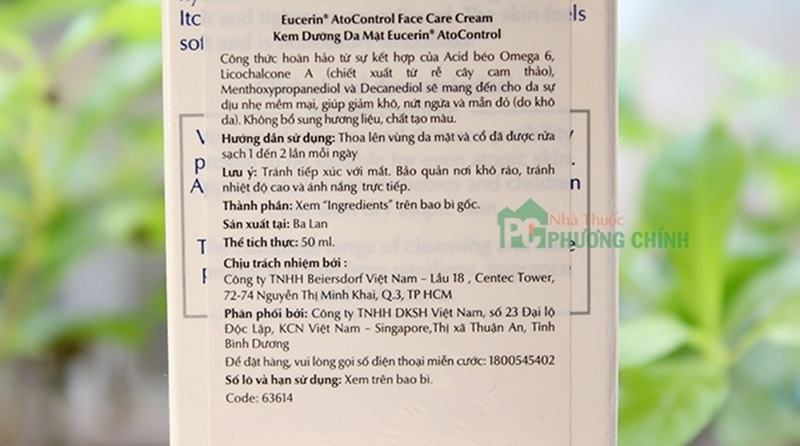 Itc
sof
ls
Eucerin® AtoControl Face Care Cream
Kem Dưỡng Da Mặt Eucerin® AtoControl
Công thức hoàn hảo từ sự kết hợp của Acid béo Omega 6,
Licochalcone A (chiết xuất từ rễ cây cam thảo),
Menthoxypropanediol và Decanediol sẽ mang đến cho da sự
dịu nhẹ mềm mại, giúp giảm khô, nứt ngứa và mẩn đỏ (do khô
da). Không bổ sung hương liệu, chất tạo màu.
Hướng dẫn sử dụng: Thoa lên vùng da mặt và cổ đã được rửa
sạch 1 đến 2 lần mỗi ngày
Lưu ý: Tránh tiếp xúc với mắt. Bảo quản nơi khô ráo, tránh
nhiệt độ cao và ánh nắng trực tiếp.
Thành phần: Xem “Ingredients” trên bao bì gốc.
Sản xuất tại: Ba Lan
Thể tích thực: 50 ml.
Chịu trách nhiệm bởi :
Công ty TNHH Beiersdorf Việt Nam – Lầu 18 , Centec Tower,
72-74 Nguyễn Thị Minh Khai, Q.3, TP HCM
Phân phối bởi: Công ty TNHH DKSH Việt Nam, số 23 Đại lộ
Độc Lập, KCN Việt Nam – Singapore,Thị xã Thuận An, Tỉnh
Bình Dương
Để đặt hàng, vui lòng gọi số điện thoại miễn cước: 1800545402
Số lô và hạn sử dụng: Xem trên bao bì.
Code: 63614
Nhà Thuốc
PC PHƯƠNG CHÍNH